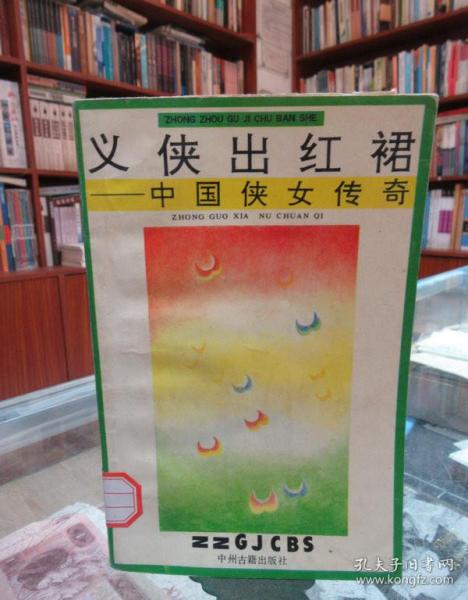 ZHONG ZHOU GU JI CHU BAN SHE
义侠出红裙
——中国侠女传奇
ZHONG GUO XIA NU CHUAN QI
ZZGJCBS
中州古籍出版社
孔夫子旧书网
www.kongfz.com